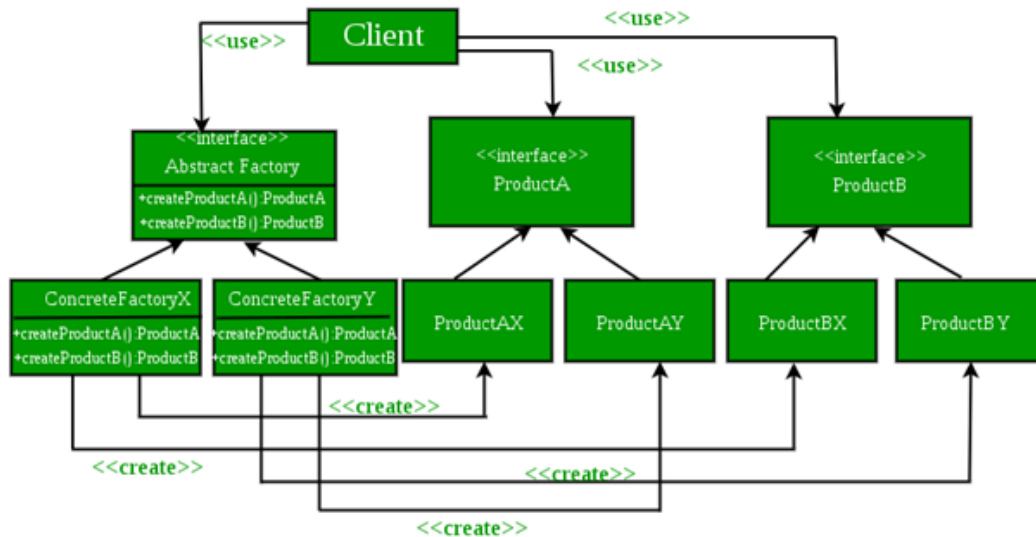 Client
<<use>>
<<use>>
<<use>>
<<interface>>
Abstract Factory
+createProductA():ProductA
+createProductB():ProductB
<<interface>>
ProductA
<<interface>>
ProductB
ConcreteFactoryX
+createProductA():ProductA
+createProductB():ProductB
ConcreteFactoryY
+createProductA():ProductA
+createProductB():ProductB
ProductAX
ProductAY
ProductBX
ProductBY
<<create>>
<<create>>
<<create>>
<<create>>